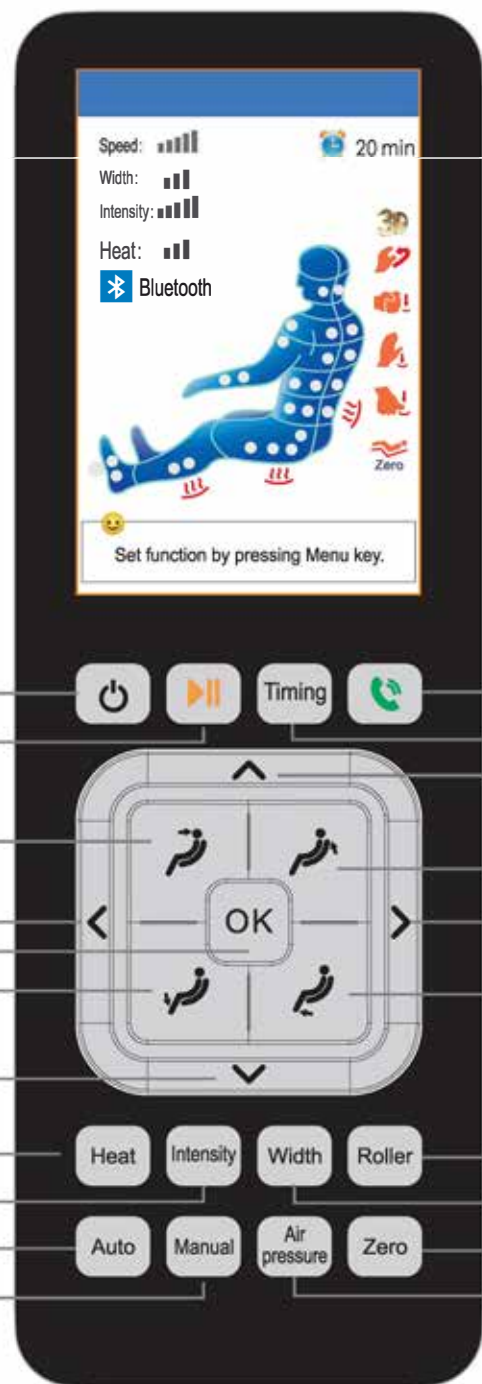 Speed:
20 min
Width:
Intensity:
Heat:
Bluetooth
3D
Zero
Set function by pressing Menu key.
Timing
OK
Heat
Intensity
Width
Roller
Auto
Manual
Air
pressure
Zero